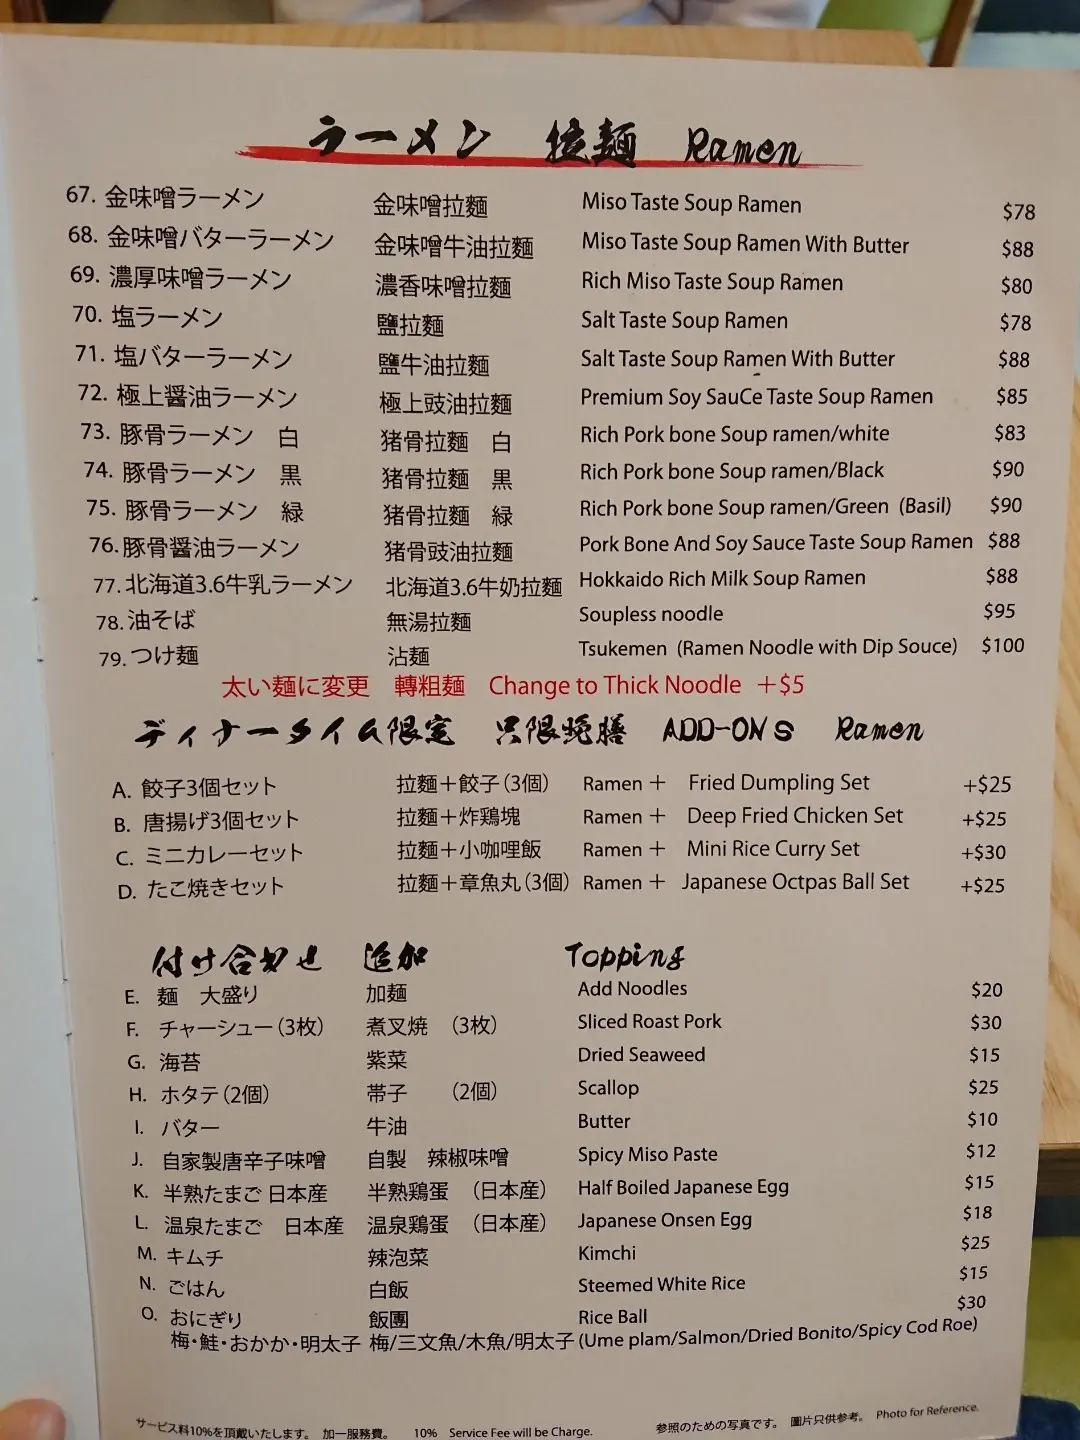 ラーメン 拉麺 Ramen
67. 金味噌ラーメン 金味噌拉麵 Miso Taste Soup Ramen $78
68. 金味噌バターラーメン 金味噌牛油拉麵 Miso Taste Soup Ramen With Butter $88
69. 濃厚味噌ラーメン 濃香味噌拉麵 Rich Miso Taste Soup Ramen $80
70. 塩ラーメン 鹽拉麵 Salt Taste Soup Ramen $78
71. 塩バターラーメン 鹽牛油拉麵 Salt Taste Soup Ramen With Butter $88
72. 極上醤油ラーメン 極上豉油拉麵 Premium Soy SauCe Taste Soup Ramen $85
73. 豚骨ラーメン 白 猪骨拉麵 白 Rich Pork bone Soup ramen/white $83
74. 豚骨ラーメン 黒 猪骨拉麵 黒 Rich Pork bone Soup ramen/Black $90
75. 豚骨ラーメン 緑 猪骨拉麵 緑 Rich Pork bone Soup ramen/Green (Basil) $90
76. 豚骨醤油ラーメン 猪骨豉油拉麵 Pork Bone And Soy Sauce Taste Soup Ramen $88
77. 北海道3.6牛乳ラーメン 北海道3.6牛奶拉麵 Hokkaido Rich Milk Soup Ramen $88
78. 油そば 無湯拉麵 Soupless noodle $95
79. つけ麺 沾麵 Tsukemen (Ramen Noodle with Dip Souce) $100
太い麺に変更 轉粗麵 Change to Thick Noodle +$5
ディナータイム限定 只限晩膳 ADD-ONS Ramen
A. 餃子3個セット 拉麵+餃子(3個) Ramen + Fried Dumpling Set +$25
B. 唐揚げ3個セット 拉麵+炸鶏塊 Ramen + Deep Fried Chicken Set +$25
C. ミニカレーセット 拉麵+小咖哩飯 Ramen + Mini Rice Curry Set +$30
D. たこ焼きセット 拉麵+章魚丸(3個) Ramen + Japanese Octpas Ball Set +$25
付け合わせ 追加 Topping
E. 麺 大盛り 加麵 Add Noodles $20
F. チャーシュー(3枚) 煮叉焼 (3枚) Sliced Roast Pork $30
G. 海苔 紫菜 Dried Seaweed $15
H. ホタテ(2個) 帯子 (2個) Scallop $25
I. バター 牛油 Butter $10
J. 自家製唐辛子味噌 自製 辣椒味噌 Spicy Miso Paste $12
K. 半熟たまご 日本産 半熟鶏蛋 (日本産) Half Boiled Japanese Egg $15
L. 温泉たまご 日本産 温泉鶏蛋 (日本産) Japanese Onsen Egg $18
M. キムチ 辣泡菜 Kimchi $25
N. ごはん 白飯 Steemed White Rice $15
O. おにぎり 飯團 Rice Ball $30
梅・鮭・おかか・明太子 梅/三文魚/木魚/明太子 (Ume plam/Salmon/Dried Bonito/Spicy Cod Roe)
サービス料10%を頂戴いたします。 加一服務費。 10% Service Fee will be Charge. 参照のための写真です。 圖片只供參考。 Photo for Reference.